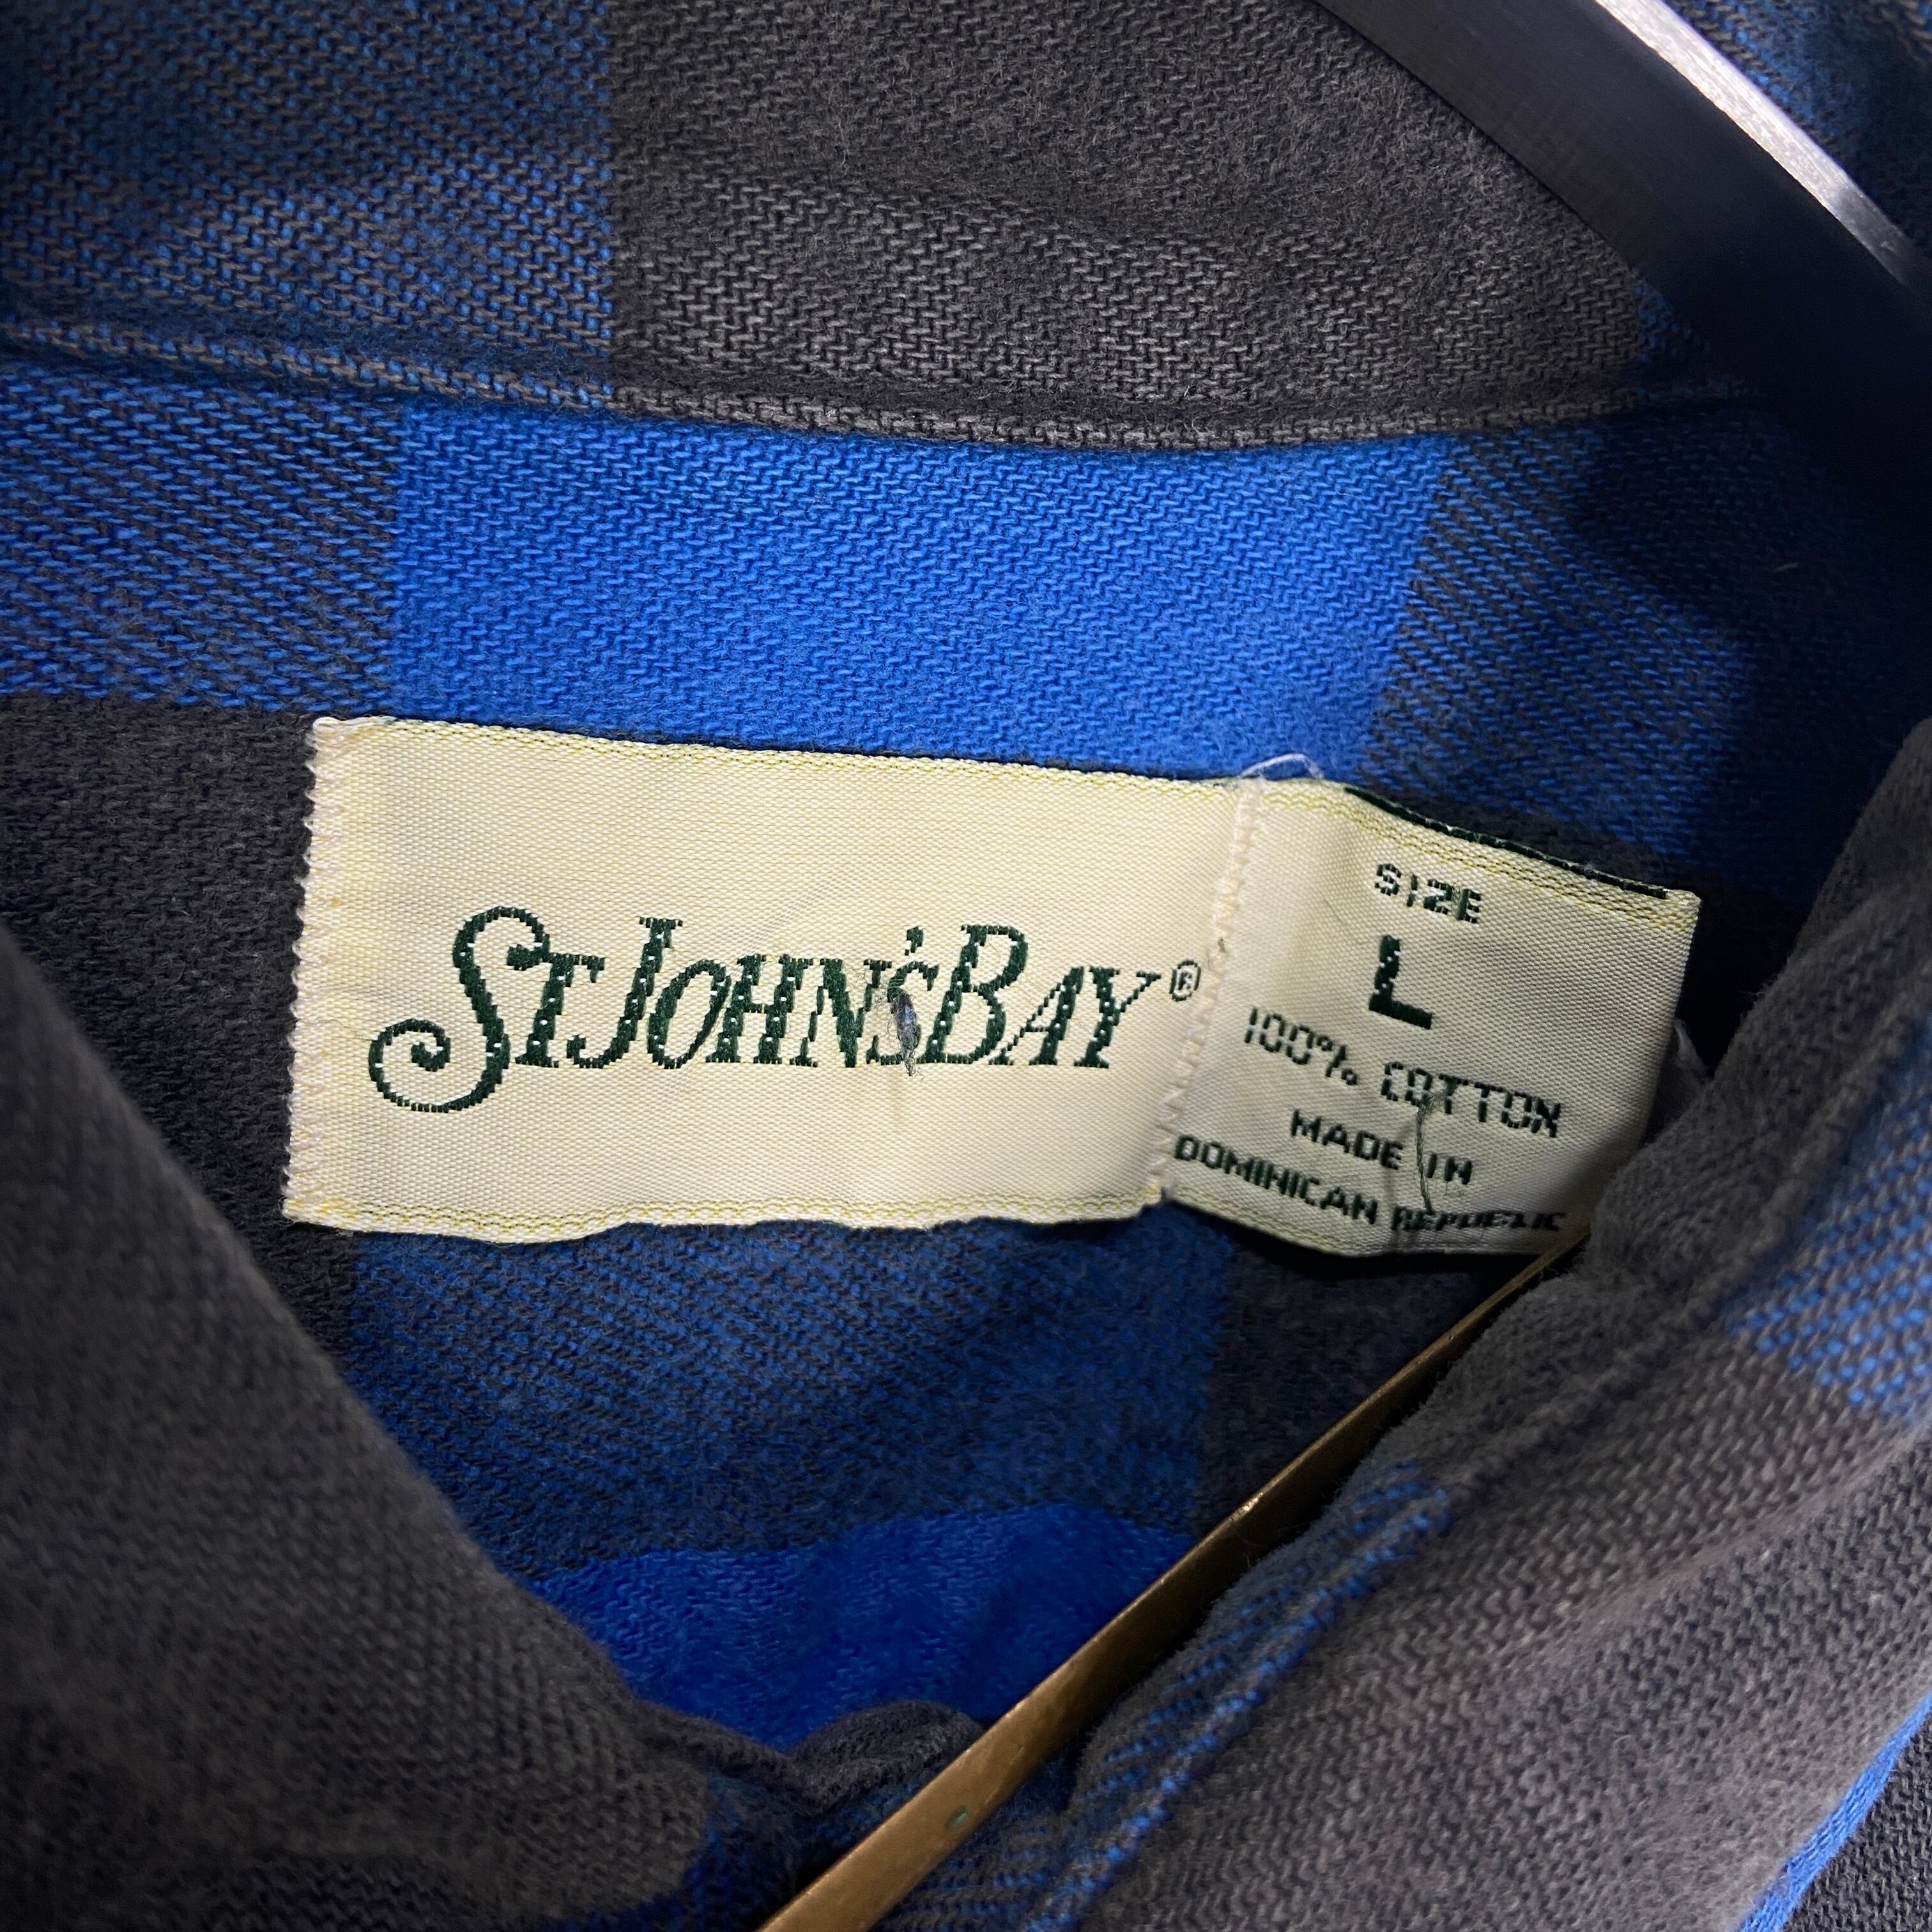 St John's Bay®
SIZE
L
100% COTTON
MADE IN
DOMINICAN REPUBLIC